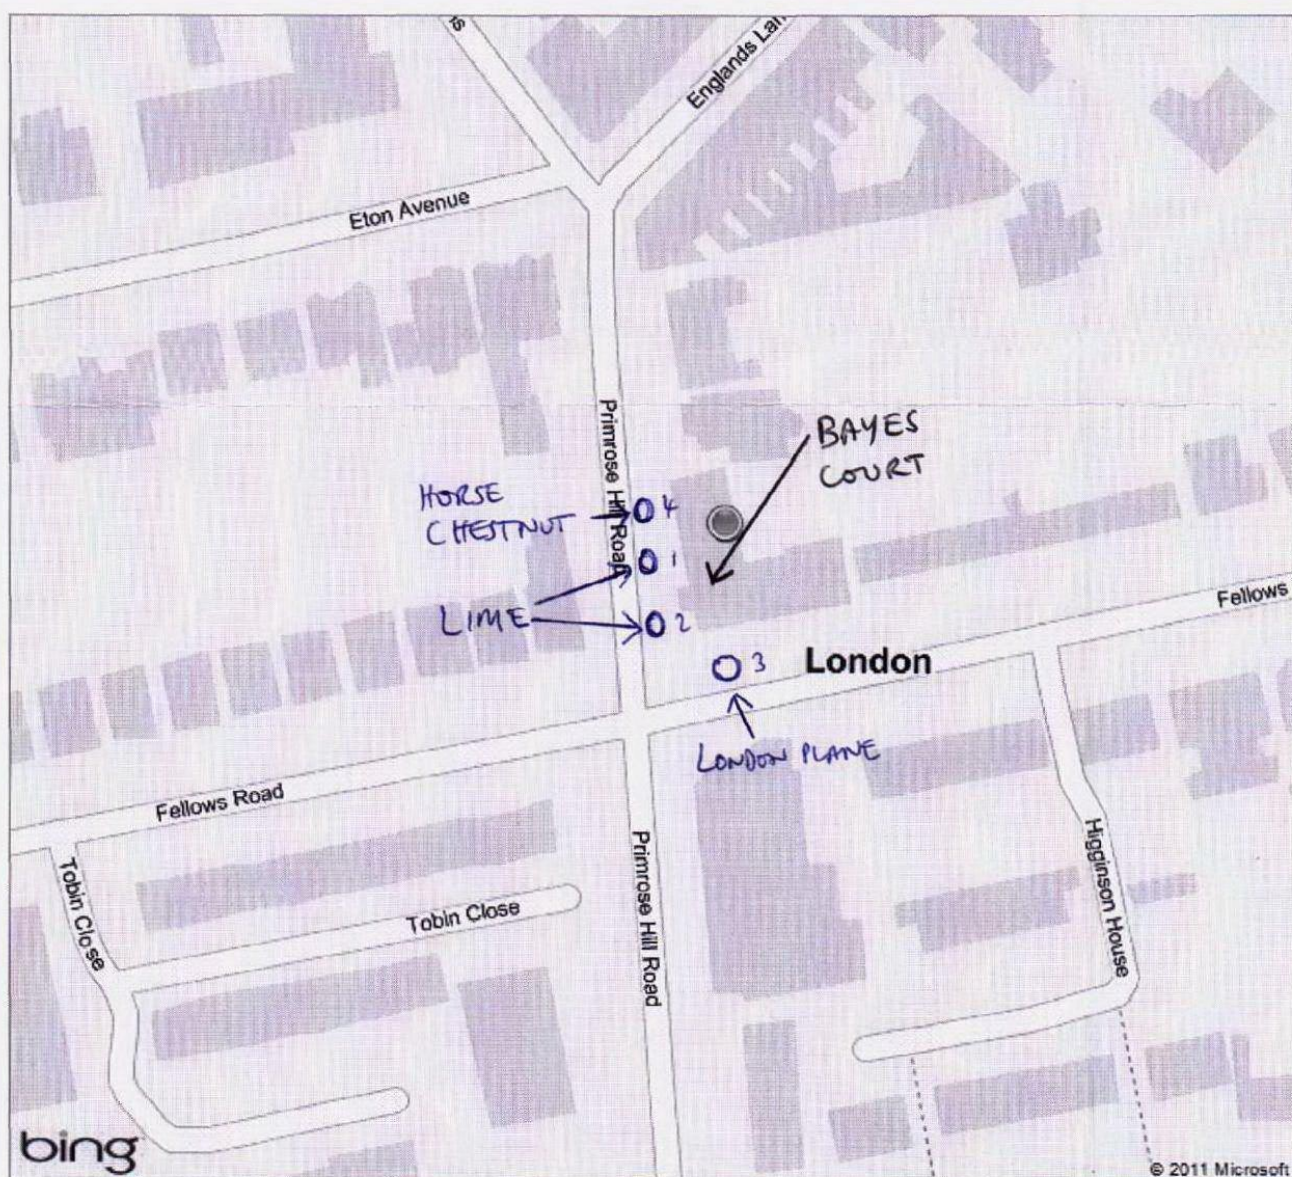 Englands Lan
Eton Avenue
Primrose Hill Road
BAYES
COURT
HORSE
CHESTNUT
4
1
LIME
2
3
London
Fellows
LONDON PLANE
Fellows Road
Tobin Close
Tobin Close
Primrose Hill Road
Higginson House
bing
© 2011 Microsoft